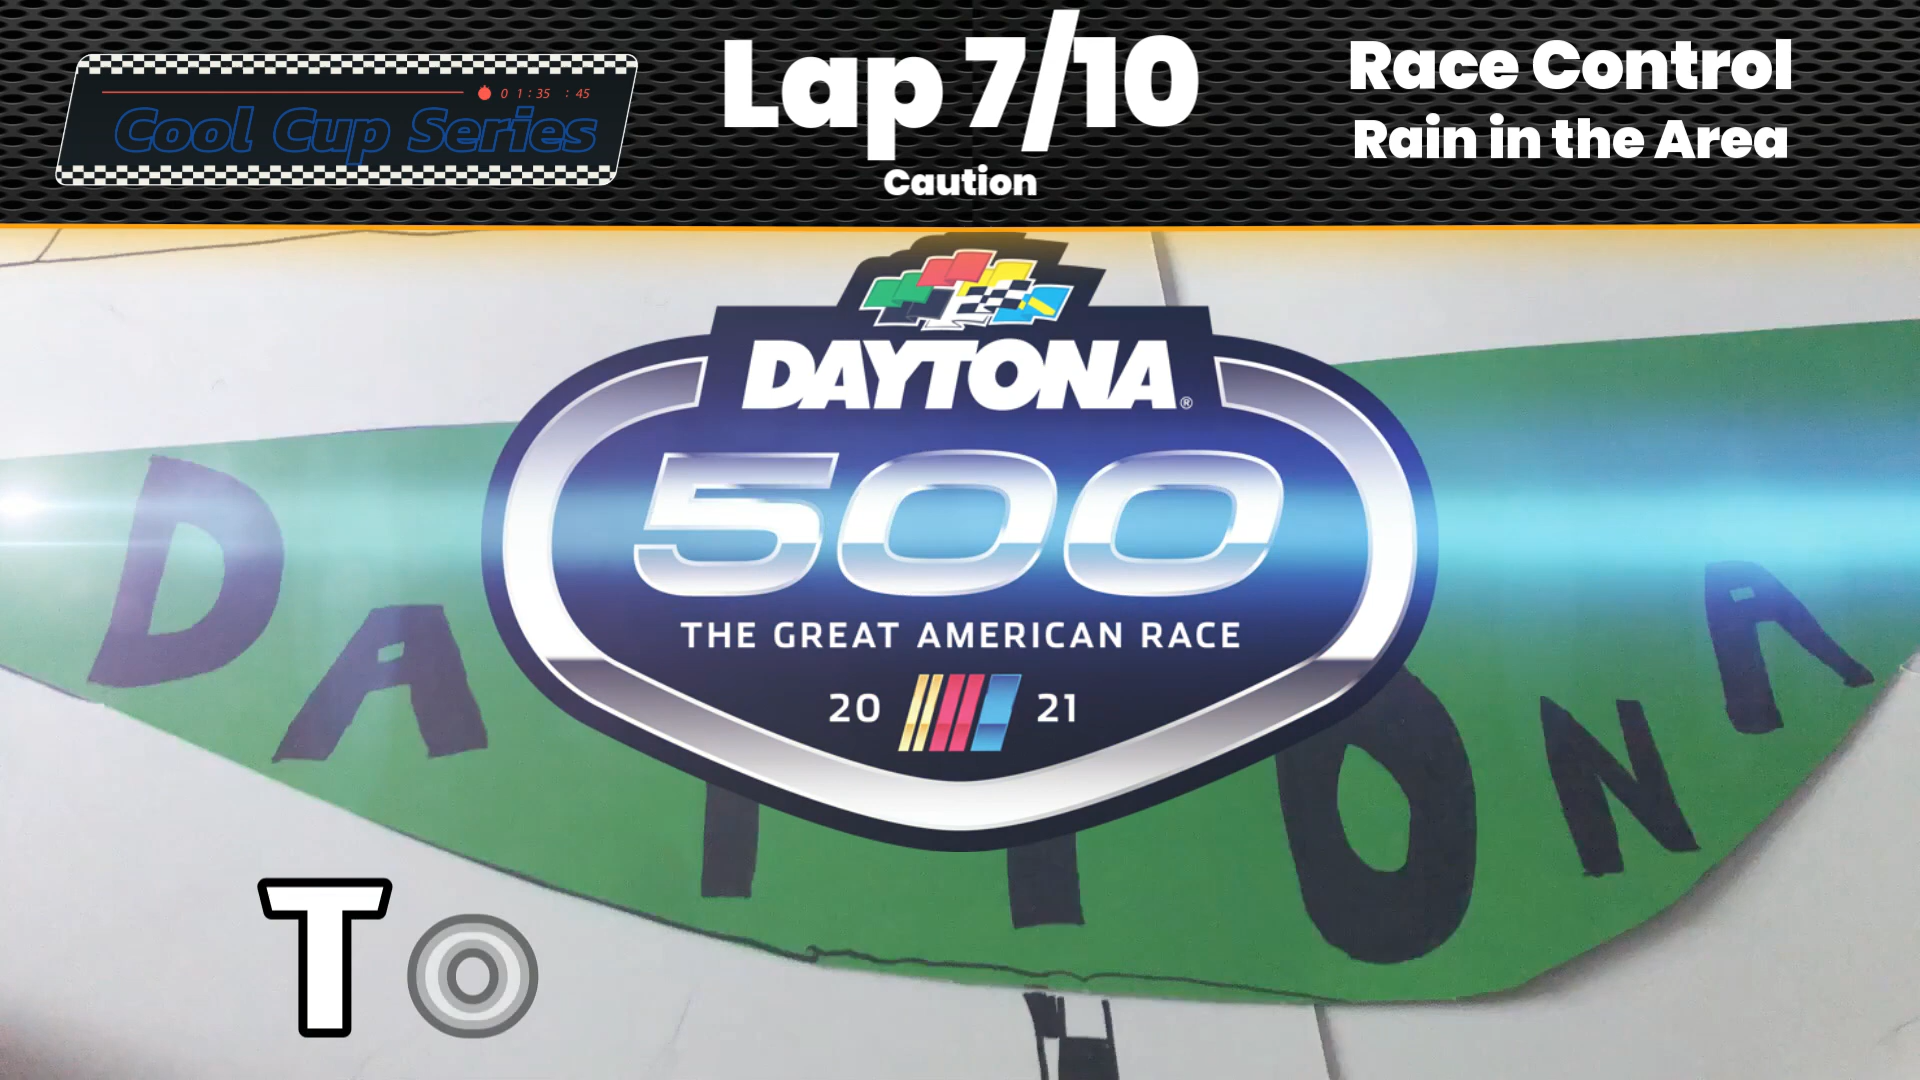 0 1 : 35 : 45
Cool Cup Series
Lap 7/10
Caution
Race Control
Rain in the Area
DAYTONA®
500
THE GREAT AMERICAN RACE
20 21
DAYTONA
To